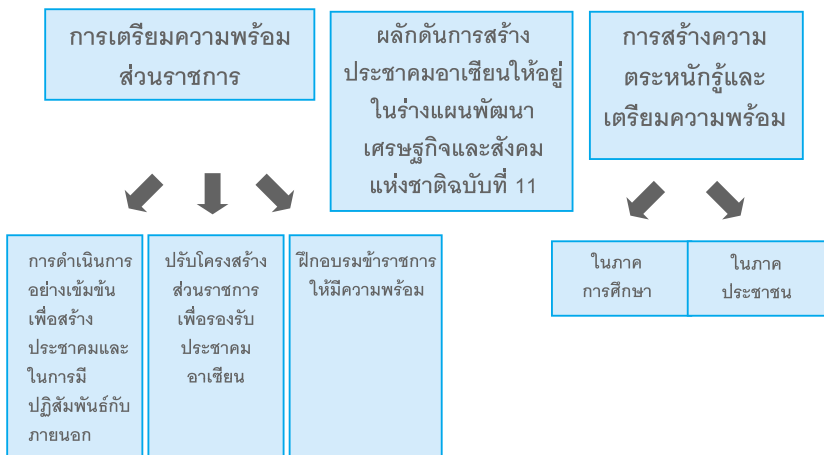 การเตรียมความพร้อม
ส่วนราชการ
ผลักดันการสร้าง
ประชาคมอาเซียนให้อยู่
ในร่างแผนพัฒนา
เศรษฐกิจและสังคม
แห่งชาติฉบับที่ 11
การสร้างความ
ตระหนักรู้และ
เตรียมความพร้อม
การดำเนินการ
อย่างเข้มข้น
เพื่อสร้าง
ประชาคมและ
ในการมี
ปฏิสัมพันธ์กับ
ภายนอก
ปรับโครงสร้าง
ส่วนราชการ
เพื่อรองรับ
ประชาคม
อาเซียน
ฝึกอบรมข้าราชการ
ให้มีความพร้อม
ในภาค
การศึกษา
ในภาค
ประชาชน